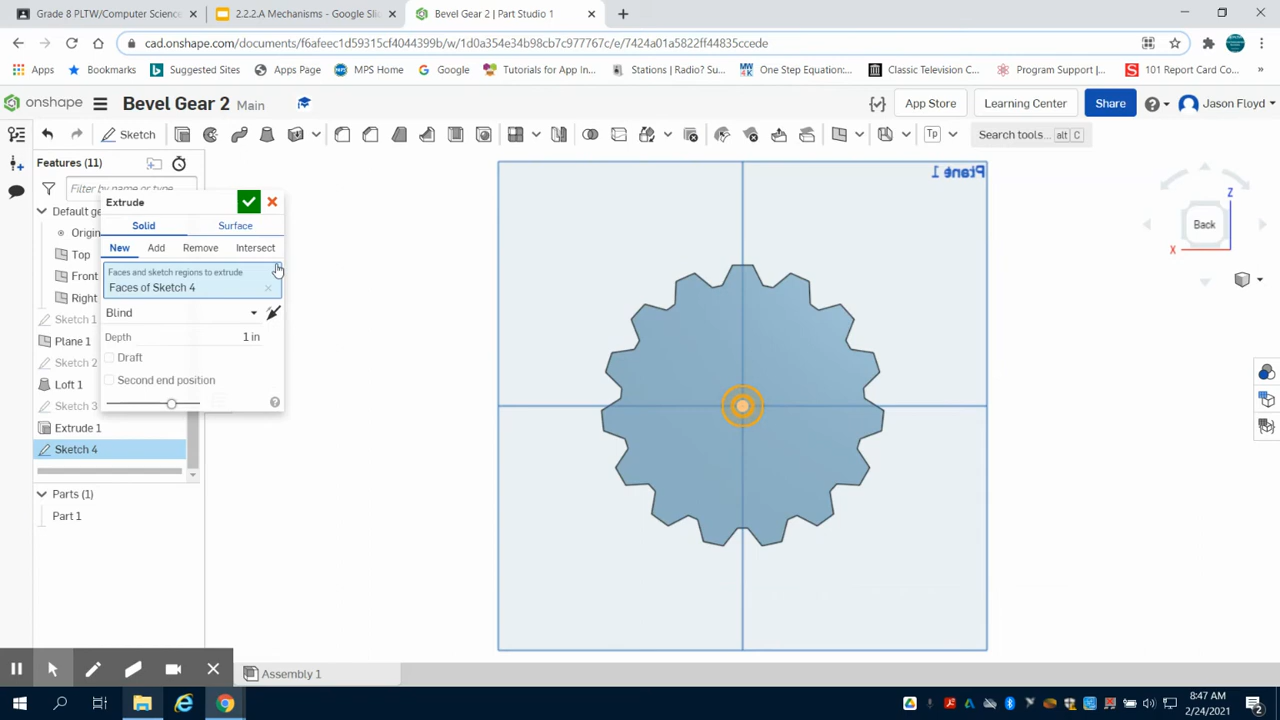 Grade 8 PLTW/Computer Science
2.2.2.A Mechanisms - Google Sli
Bevel Gear 2 | Part Studio 1
cad.onshape.com/documents/f6afeec1d59315cf4044399b/w/1d0a354e34b98cb7c977767c/e/7424a01a5822ff44835ccede
Apps
Bookmarks
Suggested Sites
Apps Page
MPS Home
Google
Tutorials for App In...
Stations | Radio? Su...
One Step Equation:...
Classic Television C...
Program Support |...
101 Report Card Co...
onshape
Bevel Gear 2 Main
App Store
Learning Center
Share
Jason Floyd
Sketch
Tp
Search tools... alt C
Features (11)
Filter by name or type...
Default ge
Origin
Top
Front
Right
Sketch 1
Plane 1
Sketch 2
Loft 1
Sketch 3
Extrude 1
Sketch 4
Parts (1)
Part 1
Extrude
Solid Surface
New Add Remove Intersect
Faces and sketch regions to extrude
Faces of Sketch 4
Blind
Depth 1 in
Draft
Second end position
Plane 1
Z
Back
X
Assembly 1
8:47 AM
2/24/2021
2